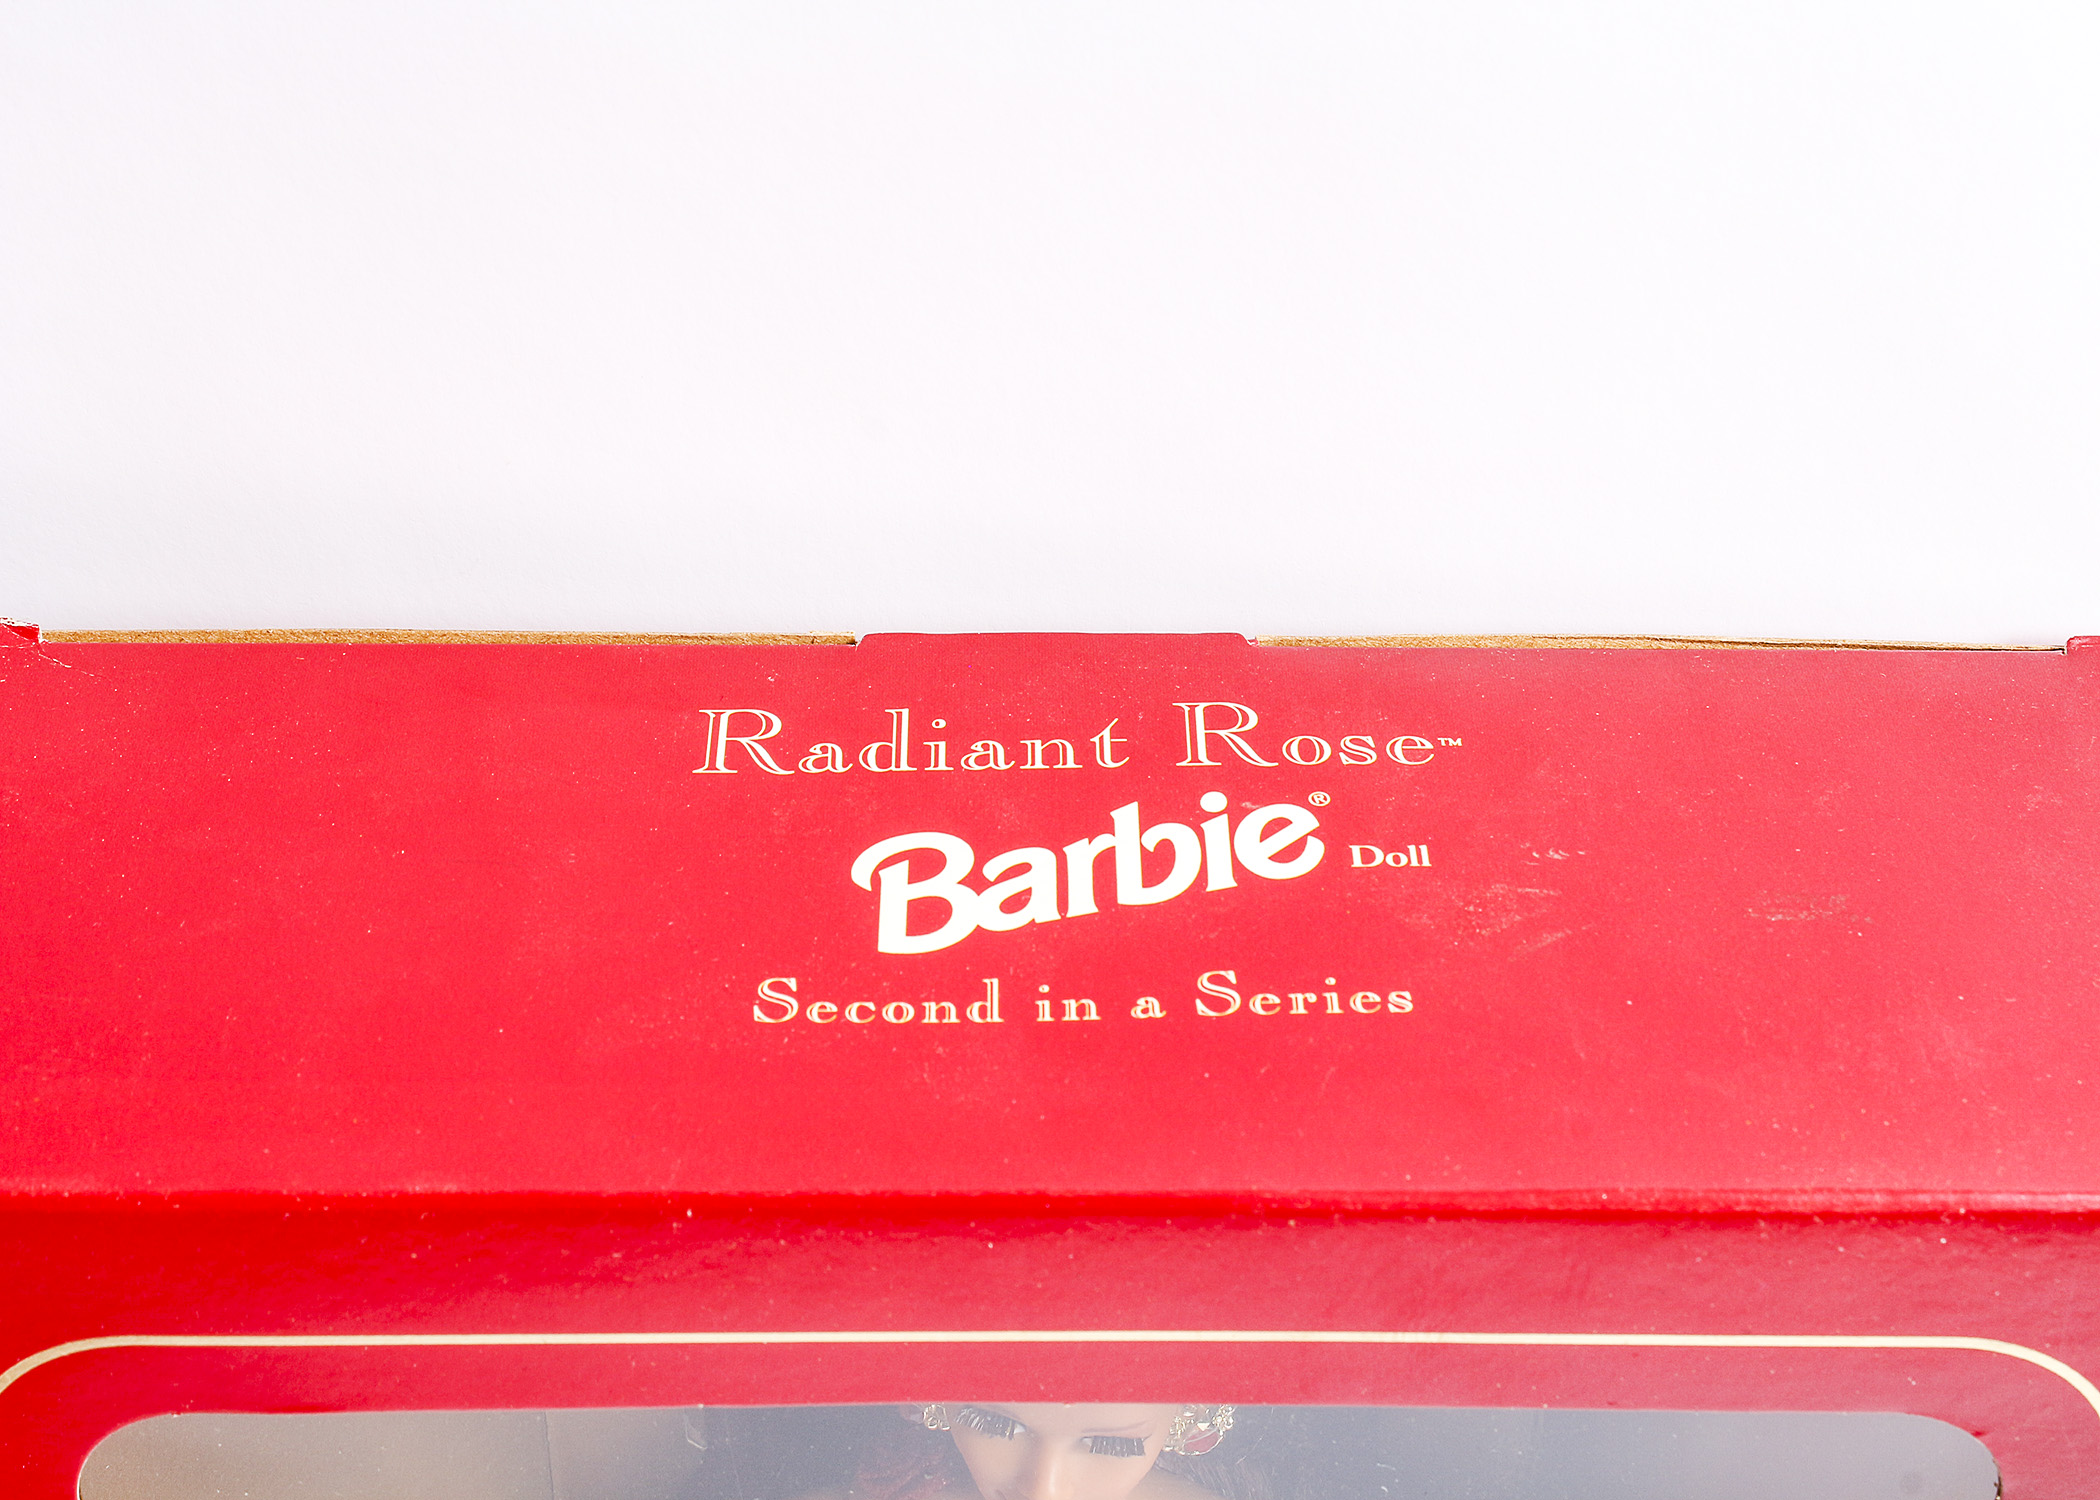 Radiant Rose™
Barbie® Doll
Second in a Series